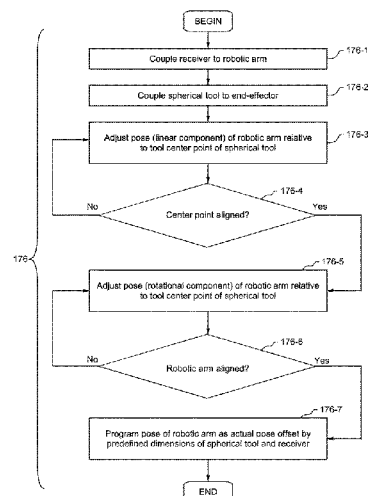 BEGIN
176-1
Couple receiver to robotic arm
176-2
Couple spherical tool to end-effector
176-3
Adjust pose (linear component) of robotic arm relative
to tool center point of spherical tool
176-4
No
Yes
Center point aligned?
176-5
176
Adjust pose (rotational component) of robotic arm relative
to tool center point of spherical tool
176-6
No
Yes
Robotic arm aligned?
176-7
Program pose of robotic arm as actual pose offset by
predefined dimensions of spherical tool and receiver
END